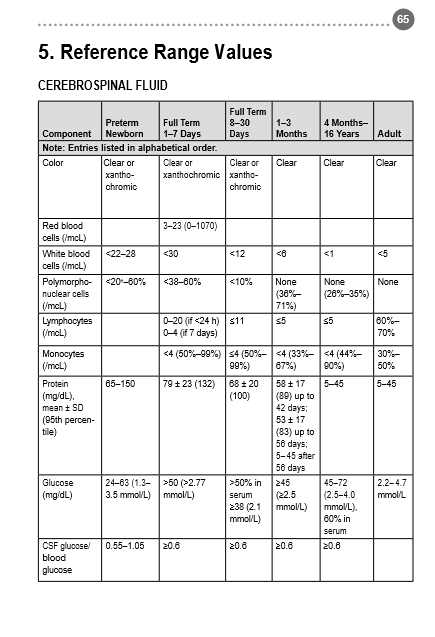 65
5. Reference Range Values
CEREBROSPINAL FLUID
Component Preterm Newborn Full Term 1–7 Days Full Term 8–30 Days 1–3 Months 4 Months–16 Years Adult
Note: Entries listed in alphabetical order.
Color Clear or xantho-chromic Clear or xanthochromic Clear or xantho-chromic Clear Clear Clear
Red blood cells (/mcL) 3–23 (0–1070)
White blood cells (/mcL) <22–28 <30 <12 <6 <1 <5
Polymorpho-nuclear cells (/mcL) <38–60% <10% None (36%–71%) None (26%–35%) None
Lymphocytes (/mcL) 0–20 (if <24 h) 0–4 (if 7 days) ≤11 ≤5 ≤5 60%–70%
Monocytes (/mcL) <4 (50%–99%) ≤4 (50%–99%) <4 (33%–67%) <4 (44%–90%) 30%–50%
Protein (mg/dL), mean ± SD (95th percen-tile) 65–150 79 ± 23 (132) 68 ± 20 (100) 58 ± 17 (89) up to 42 days; 53 ± 17 (83) up to 56 days; 5–45 after 56 days 5–45 5–45
Glucose (mg/dL) 24–63 (1.3–3.5 mmol/L) >50 (>2.77 mmol/L) >50% in serum ≥38 (2.1 mmol/L) ≥45 (≥2.5 mmol/L) 45–72 (2.5–4.0 mmol/L), 60% in serum 2.2–4.7 mmol/L
CSF glucose/blood glucose 0.55–1.05 ≥0.6 ≥0.6 ≥0.6 ≥0.6